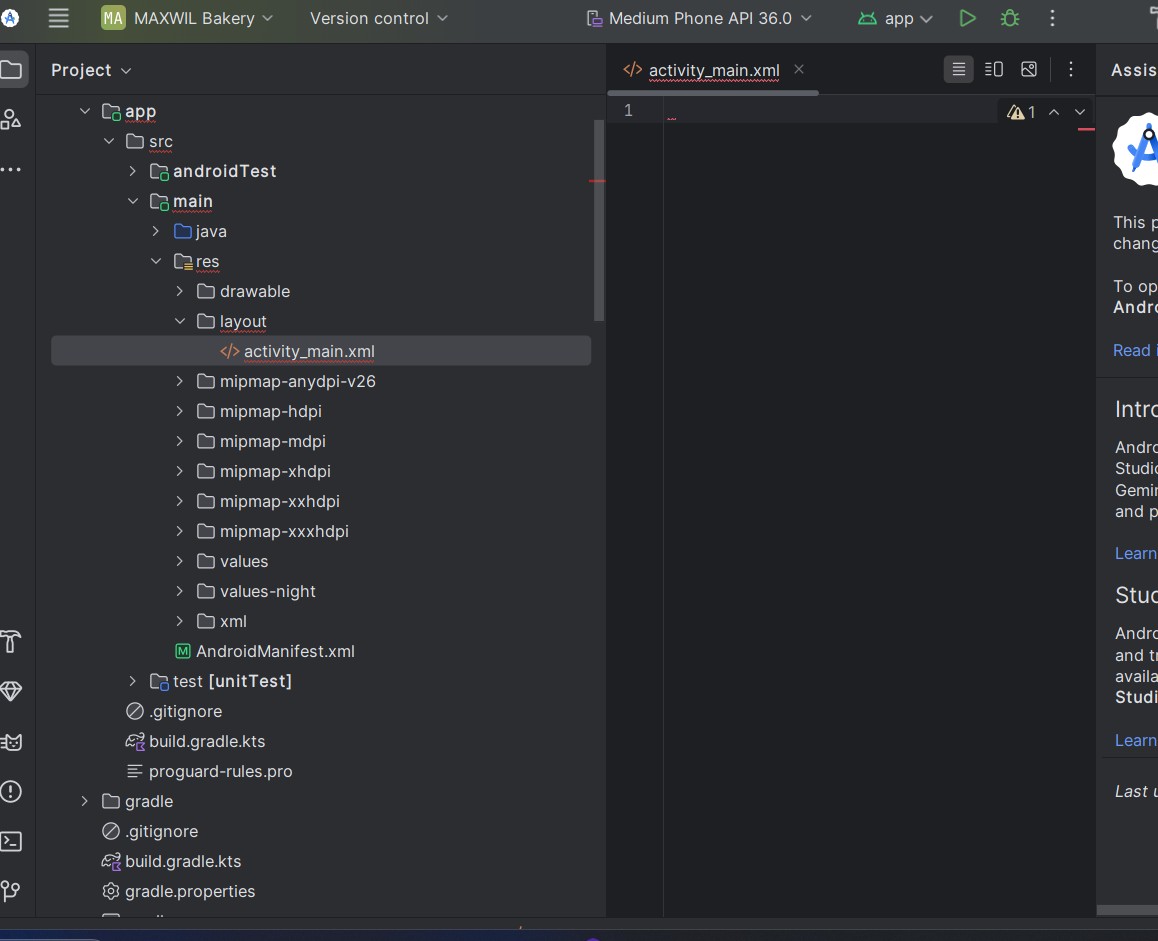 MA MAXWIL Bakery
Version control
Medium Phone API 36.0
app
Project
activity_main.xml
Assis
app
1
1
src
androidTest
main
java
This p
chang
res
drawable
To op
Andro
layout
activity_main.xml
Read i
mipmap-anydpi-v26
mipmap-hdpi
Intro
mipmap-mdpi
Andro
mipmap-xhdpi
Studio
Gemin
mipmap-xxhdpi
and p
mipmap-xxxhdpi
values
Learn
values-night
Stud
xml
Andro
AndroidManifest.xml
and tr
test [unitTest]
availa
Studi
.gitignore
build.gradle.kts
Learn
proguard-rules.pro
gradle
Last u
.gitignore
build.gradle.kts
gradle.properties